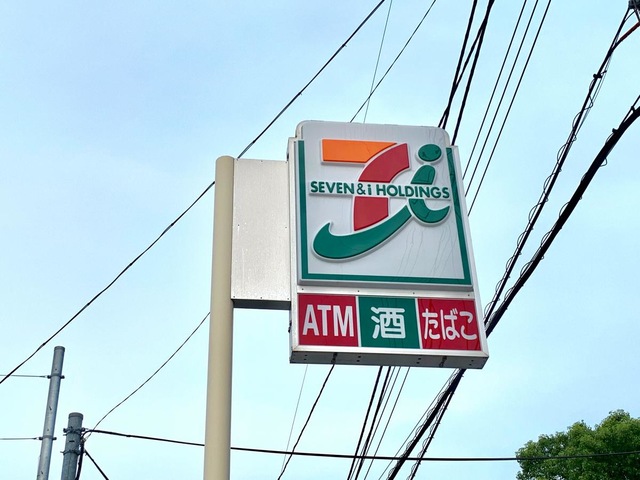 SEVEN & i HOLDINGS
ATM 酒 たばこ